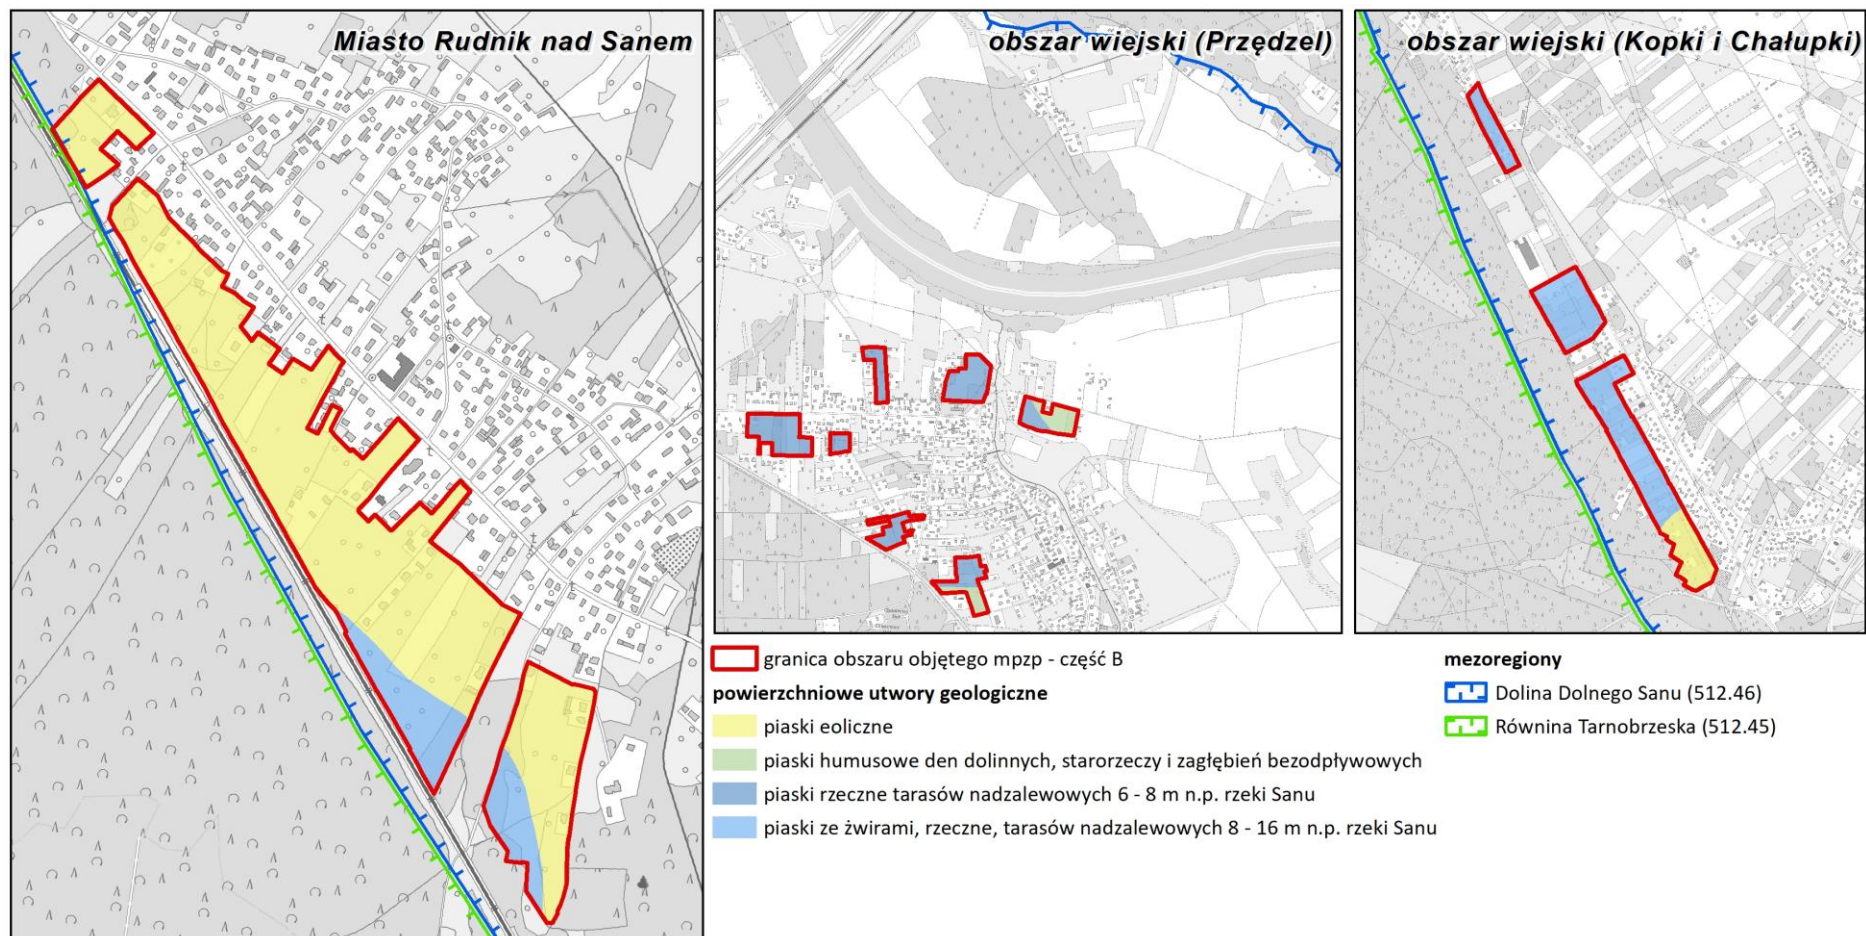 Miasto Rudnik nad Sanem
obszar wiejski (Przędzel)
obszar wiejski (Kopki i Chałupki)
granica obszaru objętego mpzp - część B
powierzchniowe utwory geologiczne
piaski eoliczne
piaski humusowe den dolinnych, starorzeczy i zagłębień bezodpływowych
piaski rzeczne tarasów nadzalewowych 6 - 8 m n.p. rzeki Sanu
piaski ze żwirami, rzeczne, tarasów nadzalewowych 8 - 16 m n.p. rzeki Sanu
mezoregiony
Dolina Dolnego Sanu (512.46)
Równina Tarnobrzeska (512.45)